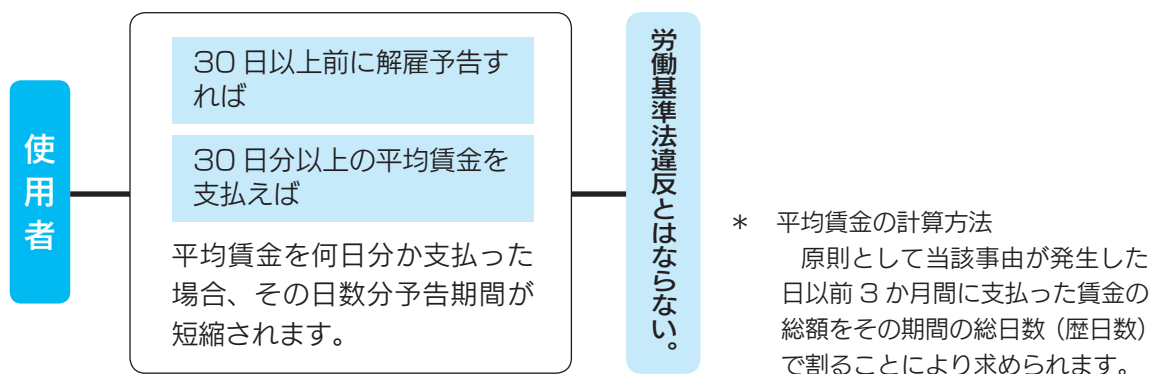 使用者
30 日以上前に解雇予告す
れば
30 日分以上の平均賃金を
支払えば
平均賃金を何日分か支払った
場合、その日数分予告期間が
短縮されます。
労働基準法違反とはならない。
＊　平均賃金の計算方法
原則として当該事由が発生した
日以前 3 か月間に支払った賃金の
総額をその期間の総日数（歴日数）
で割ることにより求められます。